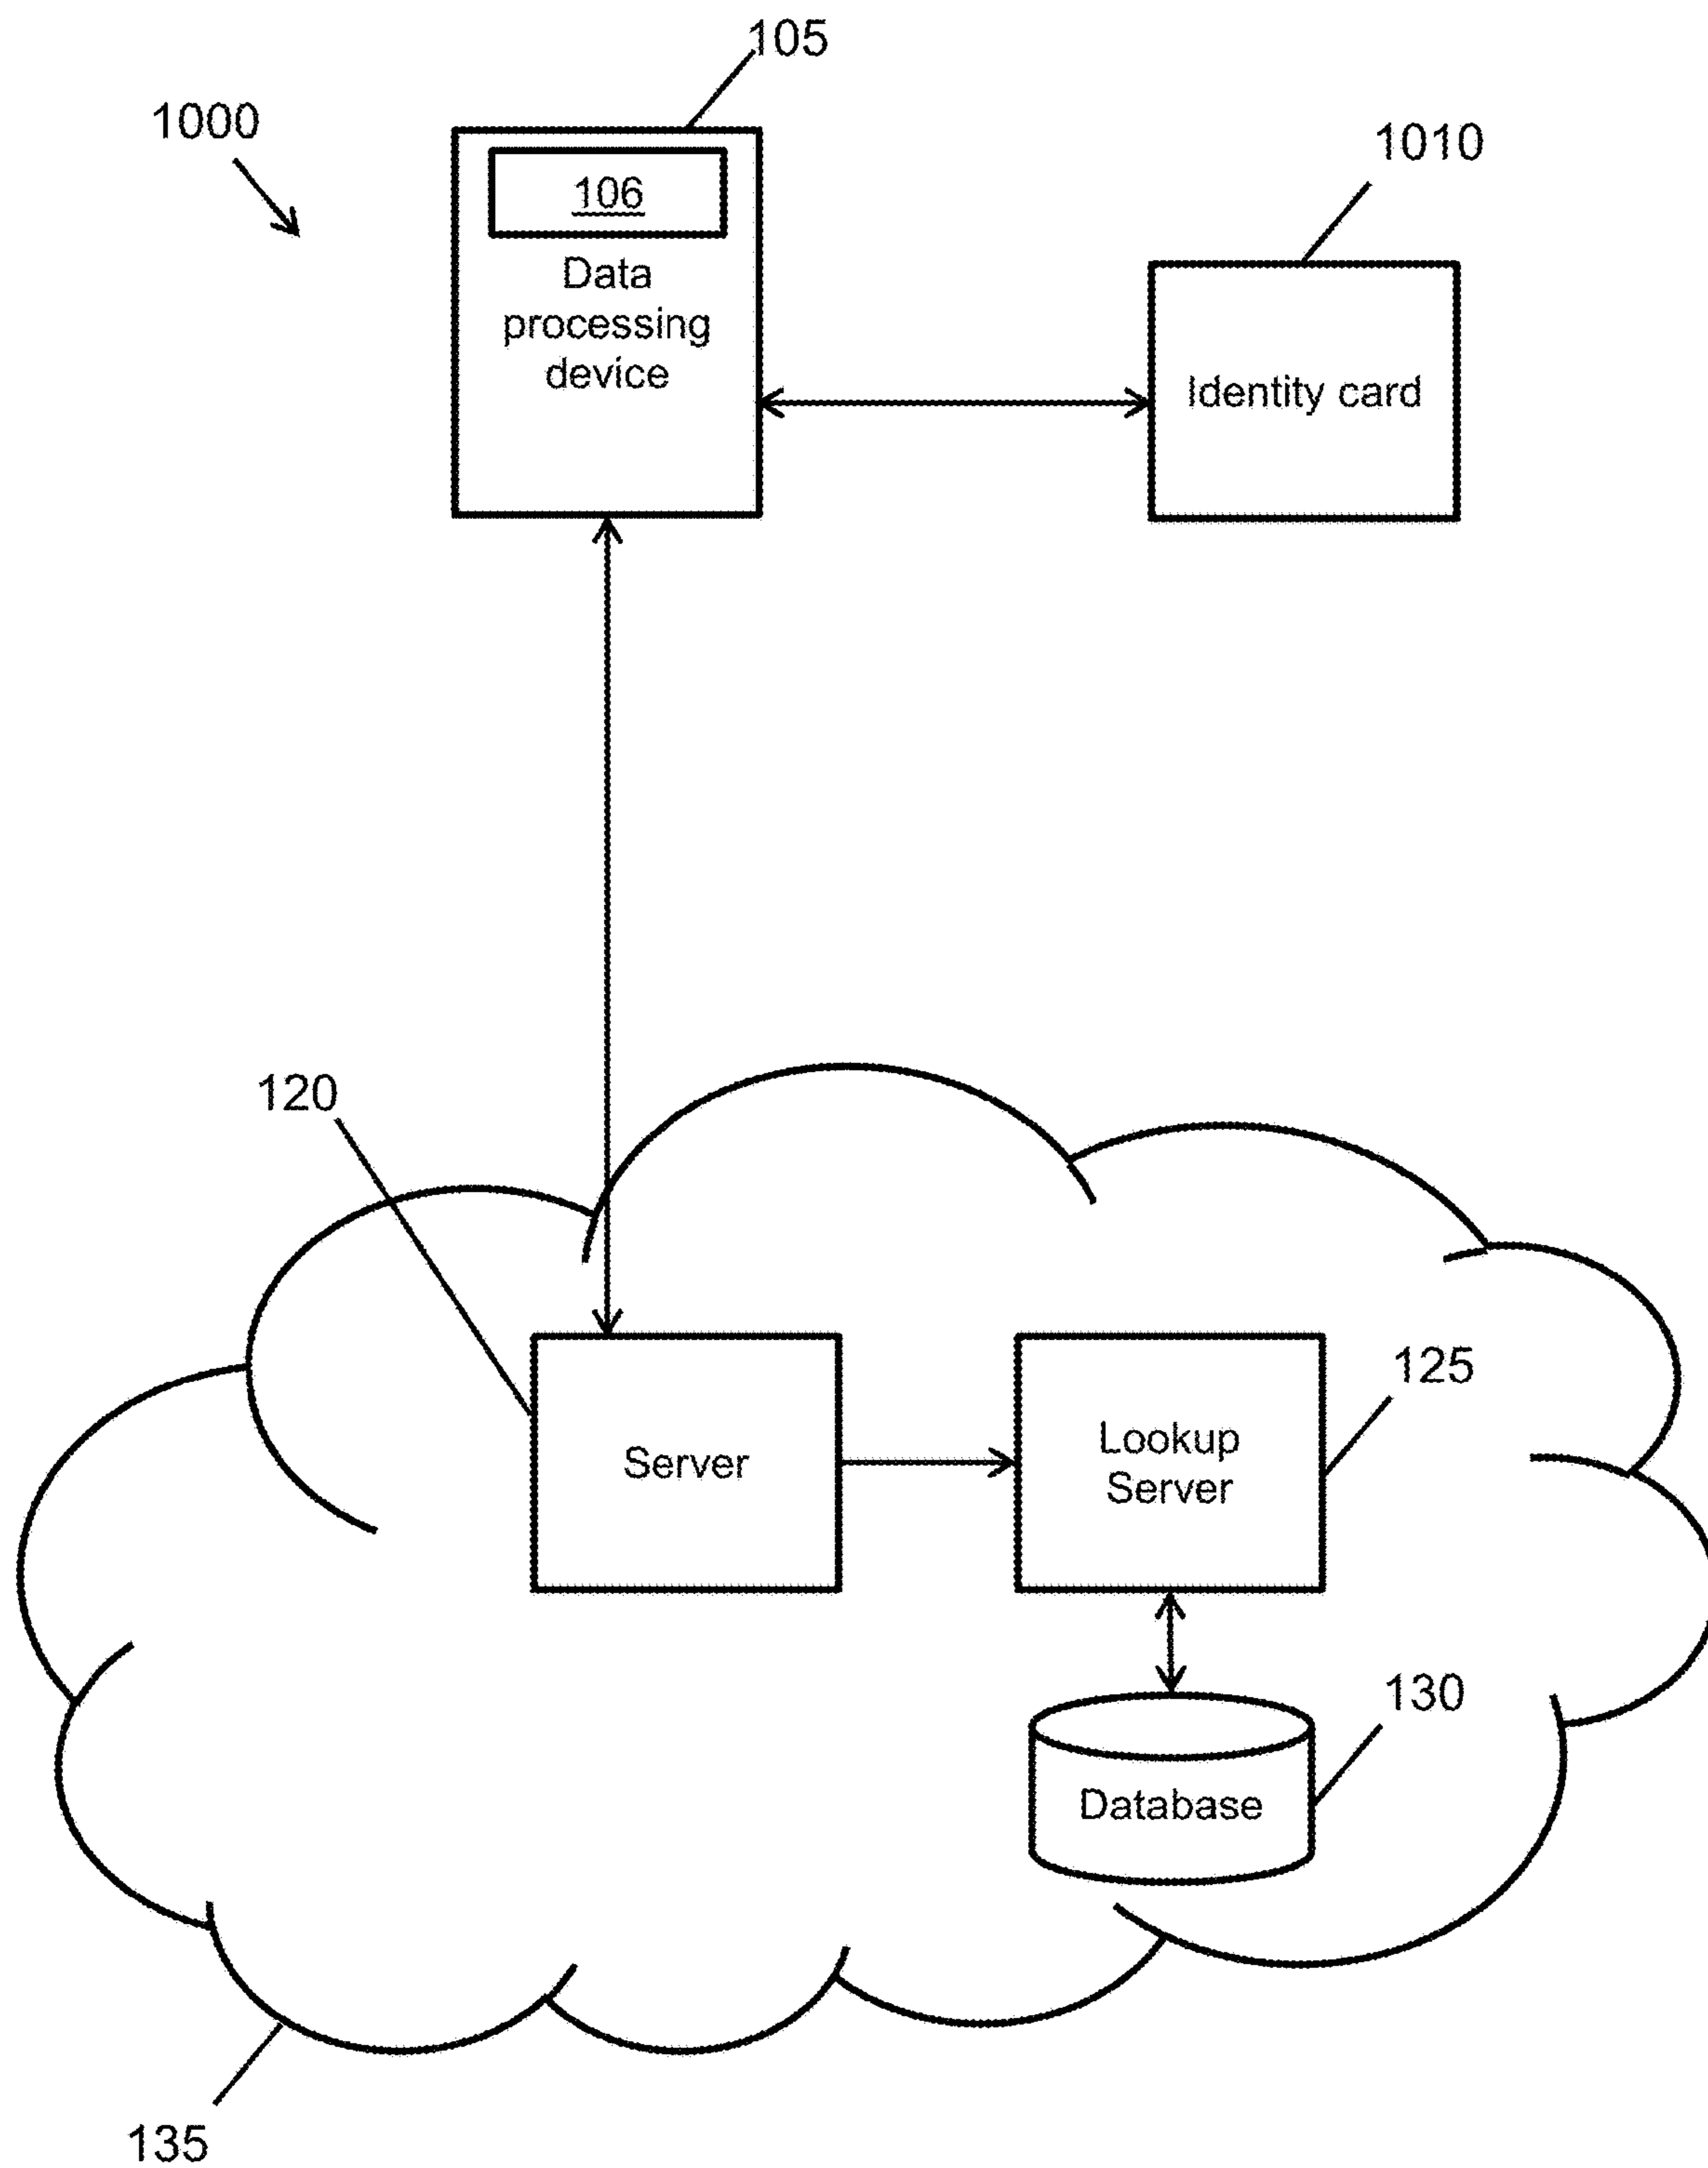 105
1000
1010
106
Data
processing
device
Identity card
120
125
Server
Lookup
Server
130
Database
135